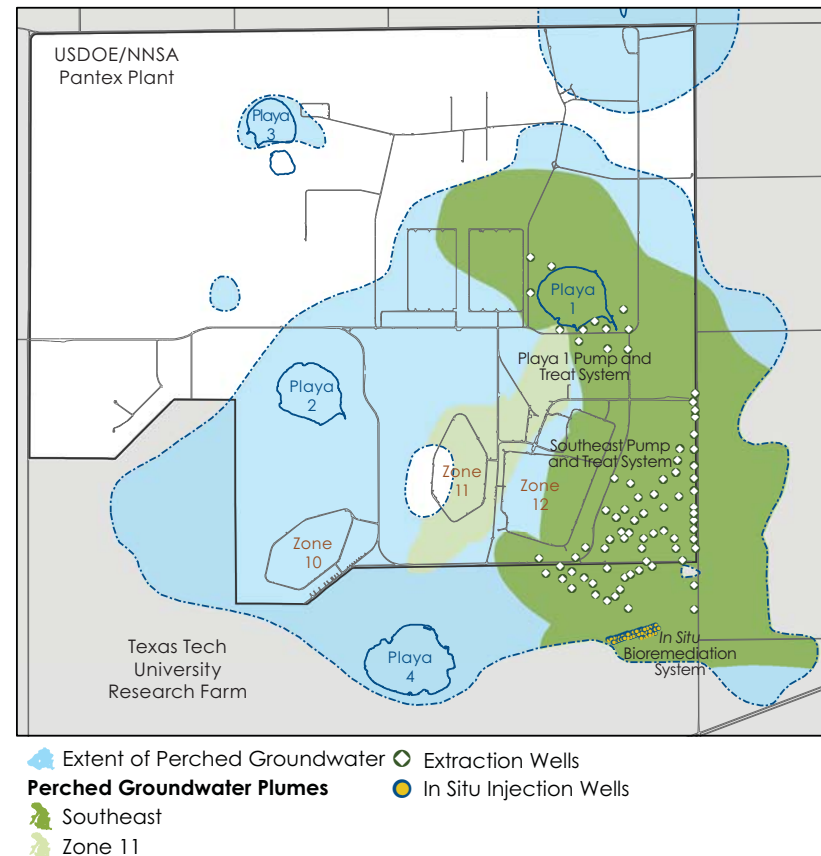 USDOE/NNSA
Pantex Plant
Playa
3
Playa
1
Playa 1 Pump and
Treat System
Playa
2
Southeast Pump
and Treat System
Zone
11
Zone
12
Zone
10
Texas Tech
University
Research Farm
Playa
4
In Situ
Bioremediation
System
Extent of Perched Groundwater
Extraction Wells
Perched Groundwater Plumes
In Situ Injection Wells
Southeast
Zone 11